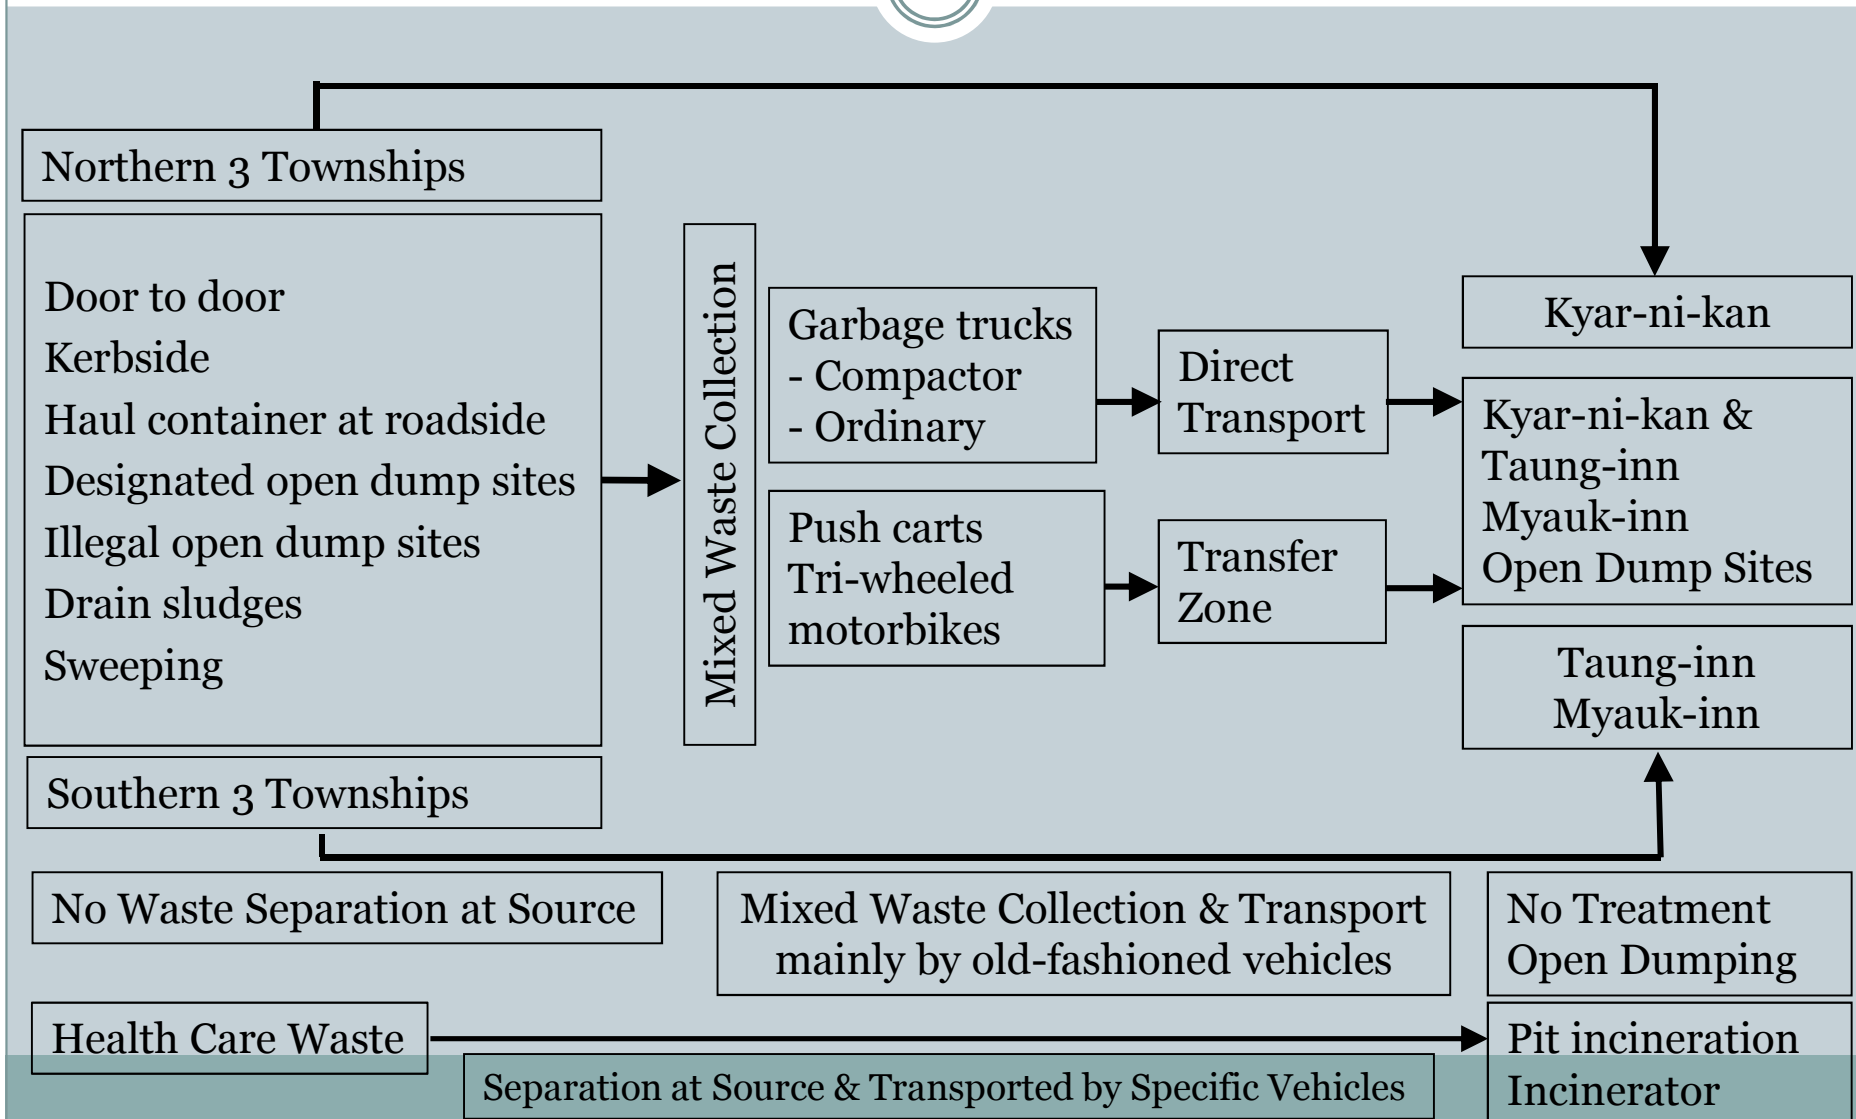 Northern 3 Townships
Door to door
Kerbside
Haul container at roadside
Designated open dump sites
Illegal open dump sites
Drain sludges
Sweeping
Southern 3 Townships
Mixed Waste Collection
Garbage trucks
- Compactor
- Ordinary
Push carts
Tri-wheeled
motorbikes
Direct
Transport
Transfer
Zone
Kyar-ni-kan
Kyar-ni-kan &
Taung-inn
Myauk-inn
Open Dump Sites
Taung-inn
Myauk-inn
No Waste Separation at Source
Mixed Waste Collection & Transport
mainly by old-fashioned vehicles
No Treatment
Open Dumping
Health Care Waste
Separation at Source & Transported by Specific Vehicles
Pit incineration
Incinerator